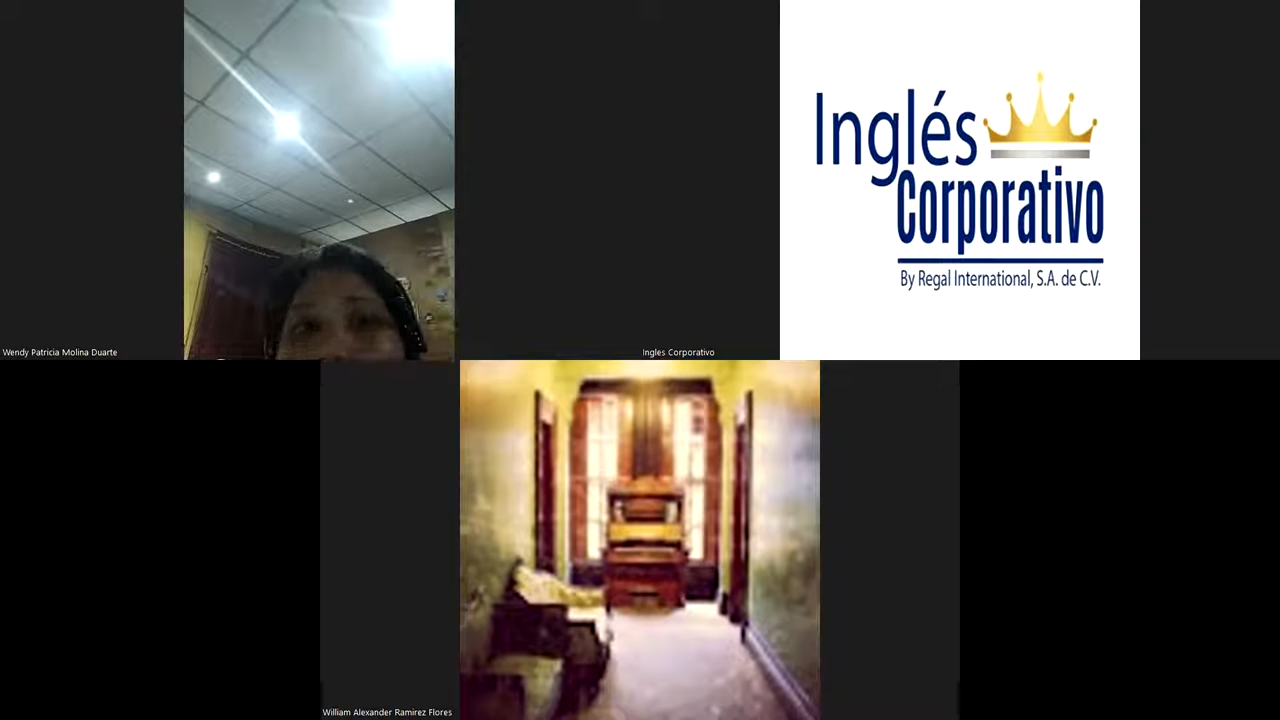 Inglés
Corporativo
By Regal International, S.A. de C.V.
Wendy Patricia Molina Duarte
Ingles Corporativo
William Alexander Ramirez Flores